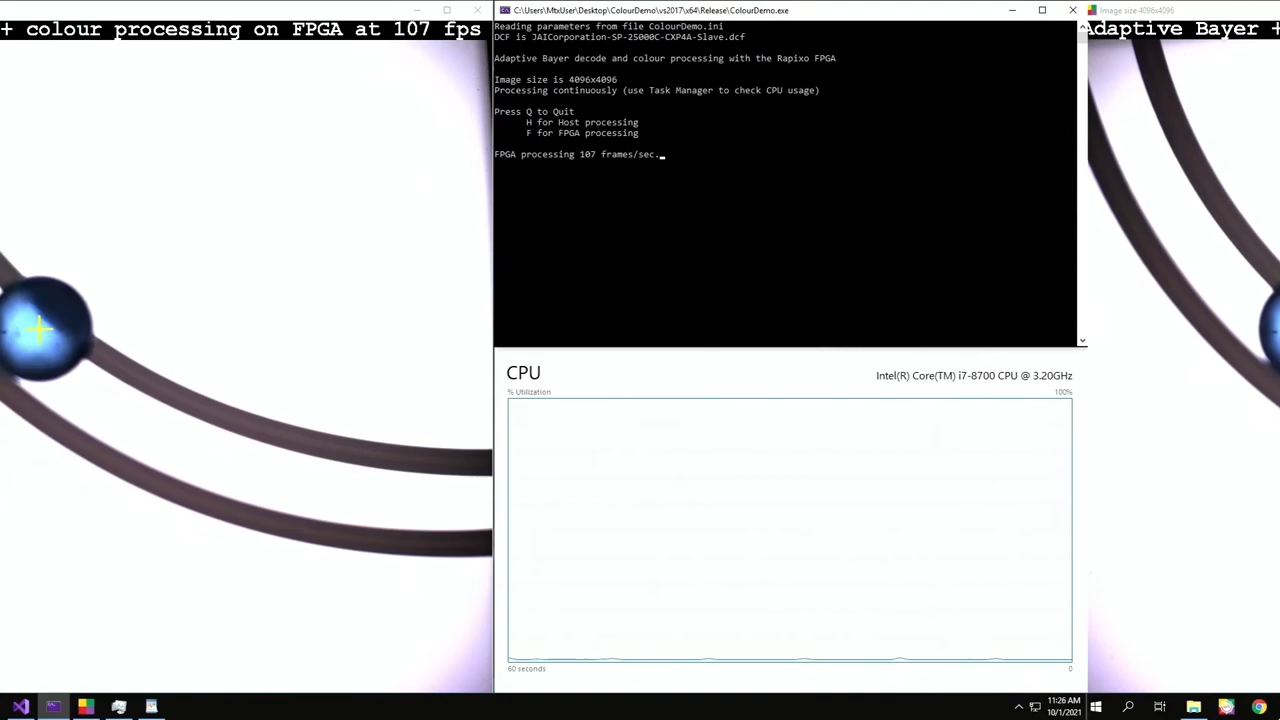 + colour processing on FPGA at 107 fps
C:\Users\MtxUser\Desktop\ColourDemo\vs2017\x64\Release\ColourDemo.exe
Reading parameters from file ColourDemo.ini
DCF is JAICorporation-SP-25000C-CXP4A-Slave.dcf
Adaptive Bayer decode and colour processing with the Rapixo FPGA
Image size is 4096x4096
Processing continuously (use Task Manager to check CPU usage)
Press Q to Quit
H for Host processing
F for FPGA processing
FPGA processing 107 frames/sec.
Image size 4096x4096
Adaptive Bayer +
CPU
Intel(R) Core(TM) i7-8700 CPU @ 3.20GHz
% Utilization
100%
60 seconds
0
11:26 AM
10/1/2021